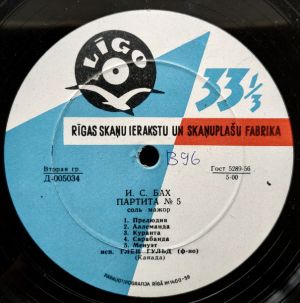 LĪGO
33 1/3
RĪGAS SKAŅU IERAKSTU UN SKAŅUPLAŠU FABRIKA
Вторая гр.
Д-005034
В96
Гост 5289-56
5-00
И. С. БАХ
ПАРТИТА № 5
соль мажор
1. Прелюдия
2. Аллеманда
3. Куранта
4. Сарабанда
5. Менуэт
исп. ГЛЕН ГУЛЬД (ф-но)
(Канада)